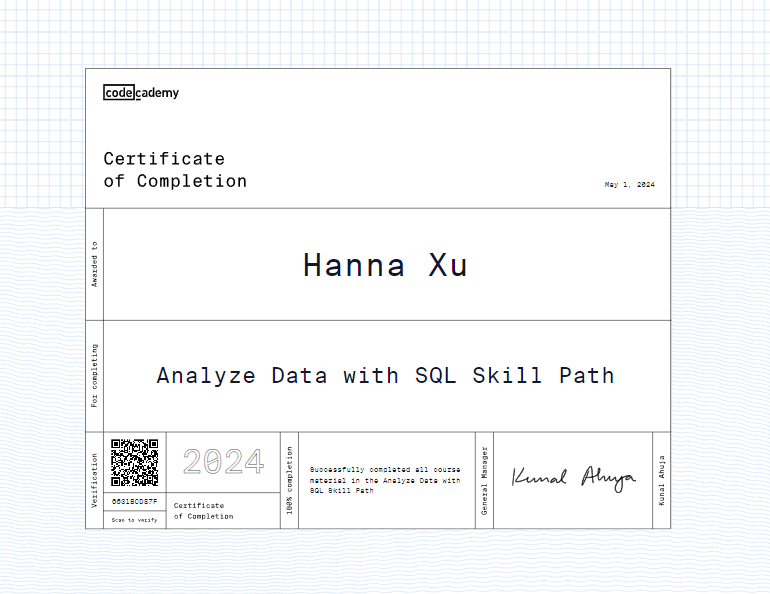 codecademy
Certificate
of Completion
May 1, 2024
Awarded to
Hanna Xu
For completing
Analyze Data with SQL Skill Path
Verification
6631BCD87F
Scan to verify
2024
Certificate
of Completion
100% completion
Successfully completed all course
material in the Analyze Data with
SQL Skill Path
General Manager
Kunal Ahuja
Kunal Ahuja